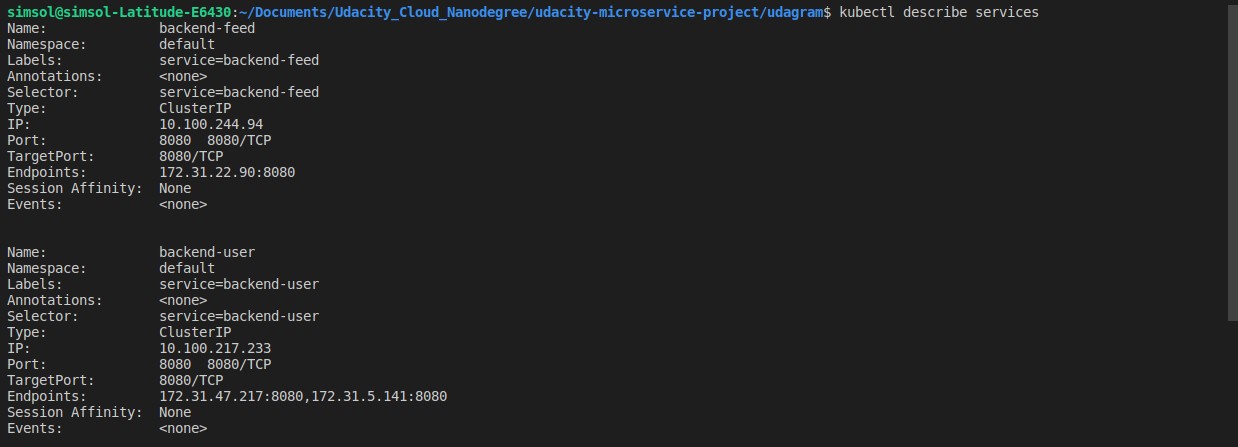 simsol@simsol-Latitude-E6430:~/Documents/Udacity_Cloud_Nanodegree/udacity-microservice-project/udagram$ kubectl describe services
Name:              backend-feed
Namespace:         default
Labels:            service=backend-feed
Annotations:       <none>
Selector:          service=backend-feed
Type:              ClusterIP
IP:                10.100.244.94
Port:              8080  8080/TCP
TargetPort:        8080/TCP
Endpoints:         172.31.22.90:8080
Session Affinity:  None
Events:            <none>
Name:              backend-user
Namespace:         default
Labels:            service=backend-user
Annotations:       <none>
Selector:          service=backend-user
Type:              ClusterIP
IP:                10.100.217.233
Port:              8080  8080/TCP
TargetPort:        8080/TCP
Endpoints:         172.31.47.217:8080,172.31.5.141:8080
Session Affinity:  None
Events:            <none>